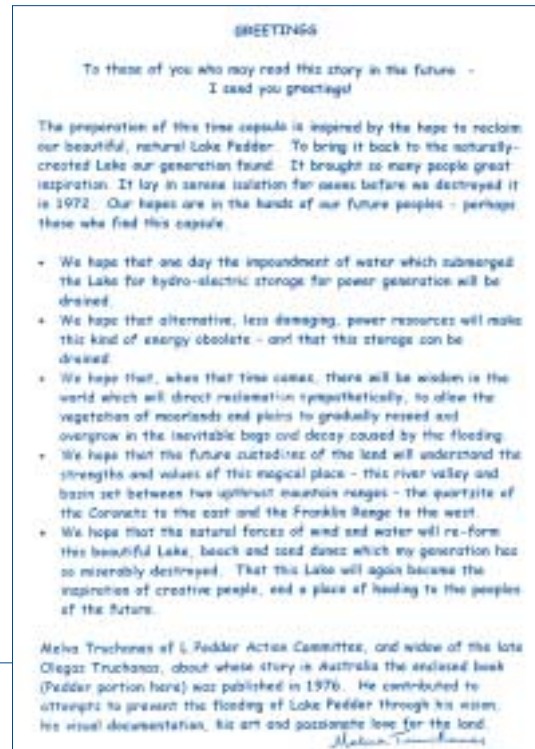 GREETINGS
To those of you who may read this story in the future -
I send you greetings!
The preparation of this time capsule is inspired by the hope to reclaim
our beautiful, natural Lake Pedder. To bring it back to the naturally-
created Lake our generation found. It brought so many people great
inspiration. It lay in serene isolation for aeons before we destroyed it
in 1972. Our hopes are in the hands of our future peoples - perhaps
those who find this capsule.
• We hope that one day the impoundment of water which submerged
the Lake for hydro-electric storage for power generation will be
drained.
• We hope that alternative, less damaging, power resources will make
this kind of energy obsolete - and that this storage can be
drained.
• We hope that, when that time comes, there will be wisdom in the
world which will direct reclamation sympathetically, to allow the
vegetation of moorlands and plains to gradually reseed and
overgrow in the inevitable bogs and decay caused by the flooding.
• We hope that the future custodians of the land will understand the
strengths and values of this magical place - this river valley and
basin set between two upthrust mountain ranges - the quartzite of
the Coronets to the east and the Franklin Range to the west.
• We hope that the natural forces of wind and water will re-form
this beautiful Lake, beach and sand dunes which my generation has
so miserably destroyed. That this Lake will again become the
inspiration of creative people, and a place of healing to the peoples
of the future.
Melva Truchanas of L Pedder Action Committee, and widow of the late
Olegas Truchanas, about whose story in Australia the enclosed book
(Pedder portion here) was published in 1976. He contributed to
attempts to prevent the flooding of Lake Pedder through his vision,
his visual documentation, his art and passionate love for the land.
Melva Truchanas